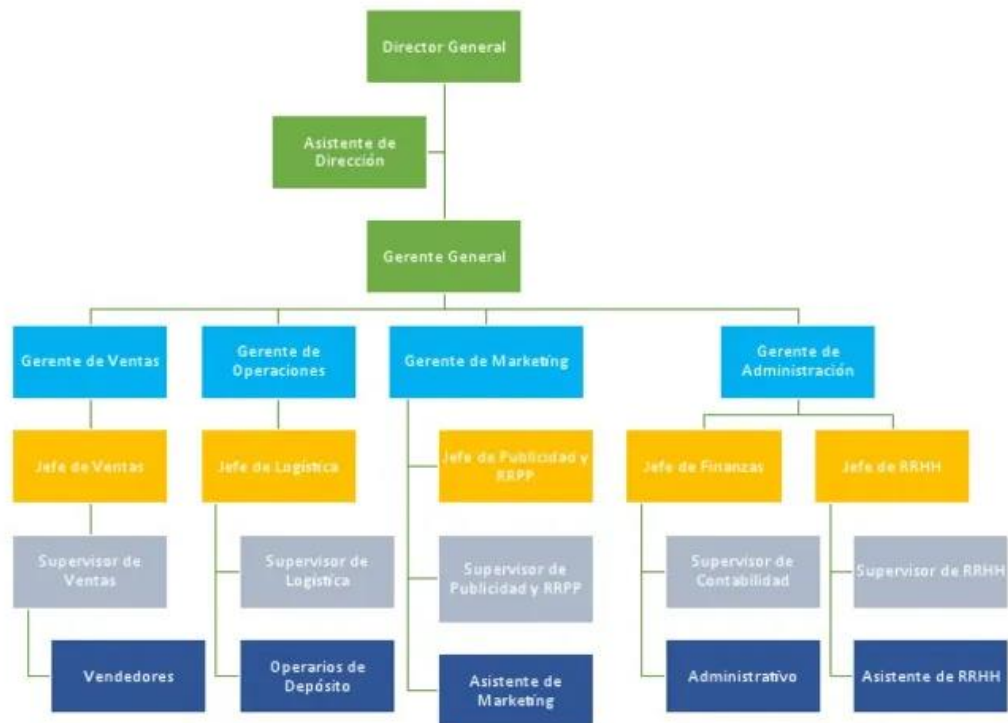 Director General
Asistente de
Dirección
Gerente General
Gerente de Ventas
Gerente de
Operaciones
Gerente de Marketing
Gerente de
Administración
Jefe de Ventas
Jefe de Logística
Jefe de Publicidad y
RRPP
Jefe de Finanzas
Jefe de RRHH
Supervisor de
Ventas
Supervisor de
Logística
Supervisor de
Publicidad y RRPP
Supervisor de
Contabilidad
Supervisor de RRHH
Vendedores
Operarios de
Depósito
Asistente de
Marketing
Administrativo
Asistente de RRHH